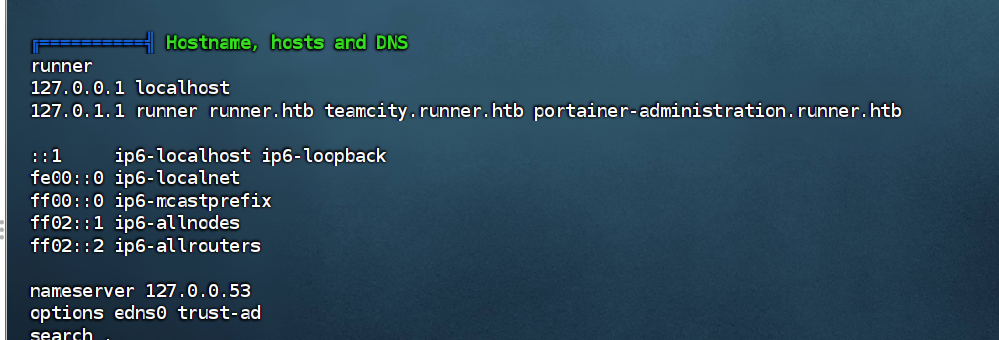 ╔══════════╣ Hostname, hosts and DNS
runner
127.0.0.1 localhost
127.0.1.1 runner runner.htb teamcity.runner.htb portainer-administration.runner.htb
::1     ip6-localhost ip6-loopback
fe00::0 ip6-localnet
ff00::0 ip6-mcastprefix
ff02::1 ip6-allnodes
ff02::2 ip6-allrouters
nameserver 127.0.0.53
options edns0 trust-ad
search .